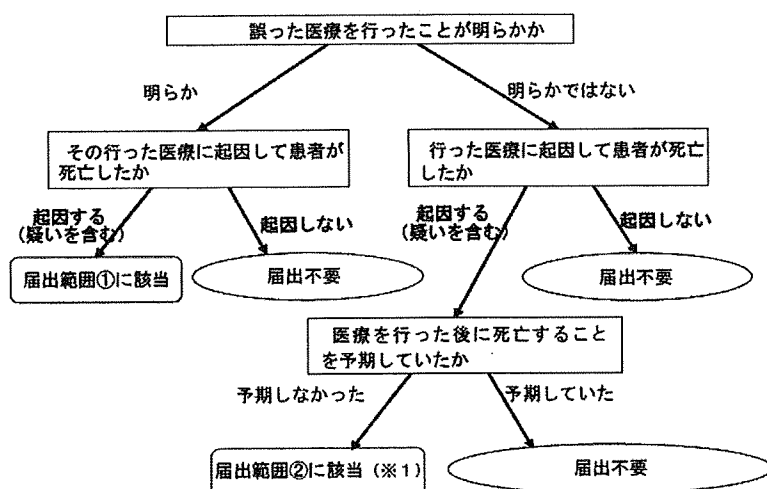 誤った医療を行ったことが明らかか
明らか
明らかではない
その行った医療に起因して患者が
死亡したか
行った医療に起因して患者が死亡
したか
起因する
(疑いを含む)
起因しない
起因する
(疑いを含む)
起因しない
届出範囲①に該当
届出不要
届出不要
医療を行った後に死亡すること
を予期していたか
予期しなかった
予期していた
届出範囲②に該当(※1)
届出不要